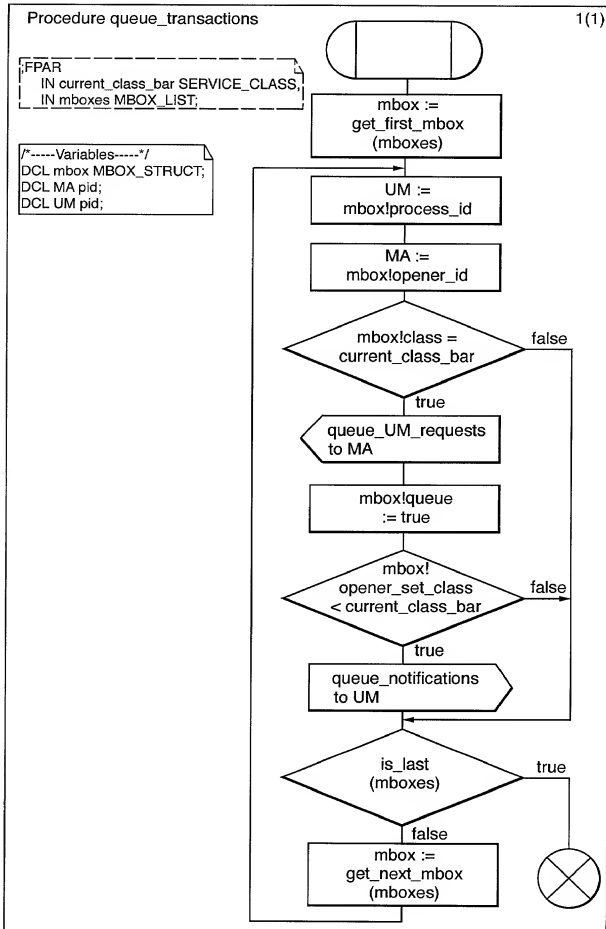 Procedure queue_transactions
1(1)
;FPAR
IN current_class_bar SERVICE_CLASS,
IN mboxes MBOX_LIST;
/*-----Variables-----*/
DCL mbox MBOX_STRUCT;
DCL MA pid;
DCL UM pid;
mbox :=
get_first_mbox
(mboxes)
UM :=
mbox!process_id
MA :=
mbox!opener_id
mbox!class =
current_class_bar
false
true
queue_UM_requests
to MA
mbox!queue
:= true
mbox!
opener_set_class
< current_class_bar
false
true
queue_notifications
to UM
is_last
(mboxes)
true
false
mbox :=
get_next_mbox
(mboxes)